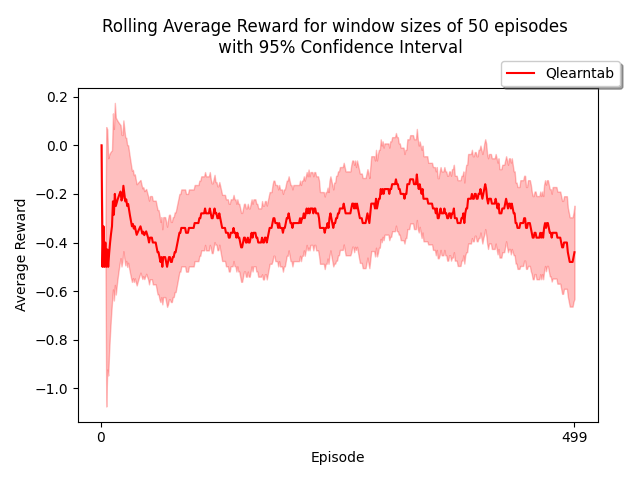 Rolling Average Reward for window sizes of 50 episodes
with 95% Confidence Interval
Qlearntab
0.2
0.0
−0.2
−0.4
−0.6
−0.8
−1.0
Average Reward
0
499
Episode